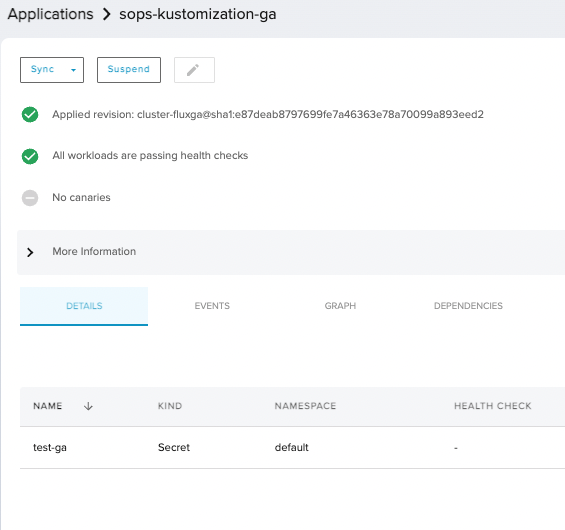 Applications > sops-kustomization-ga
Sync Suspend
Applied revision: cluster-fluxga@sha1:e87deab8797699fe7a46363e78a70099a893eed2
All workloads are passing health checks
No canaries
More Information
DETAILS EVENTS GRAPH DEPENDENCIES
NAME KIND NAMESPACE HEALTH CHECK
test-ga Secret default -